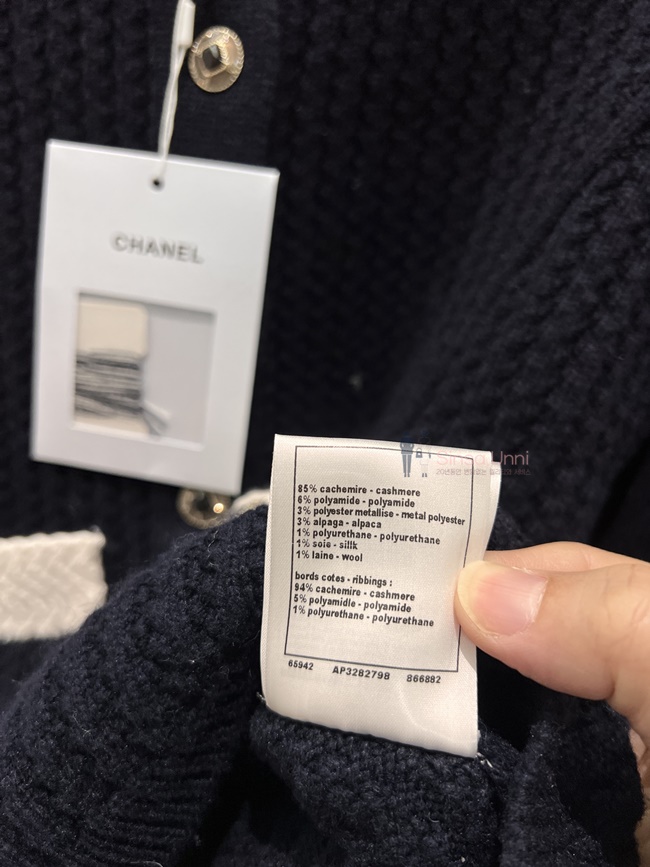 CHANEL
Sinsa Unni
85% cachemire - cashmere
6% polyamide - polyamide
3% polyester metallise - metal polyester
3% alpaga - alpaca
1% polyurethane - polyurethane
1% soie - sillk
1% laine - wool
bords cotes - ribbings :
94% cachemire - cashmere
5% polyamidle - polyamide
1% polyurethane - polyurethane
65942 AP3282798 866882